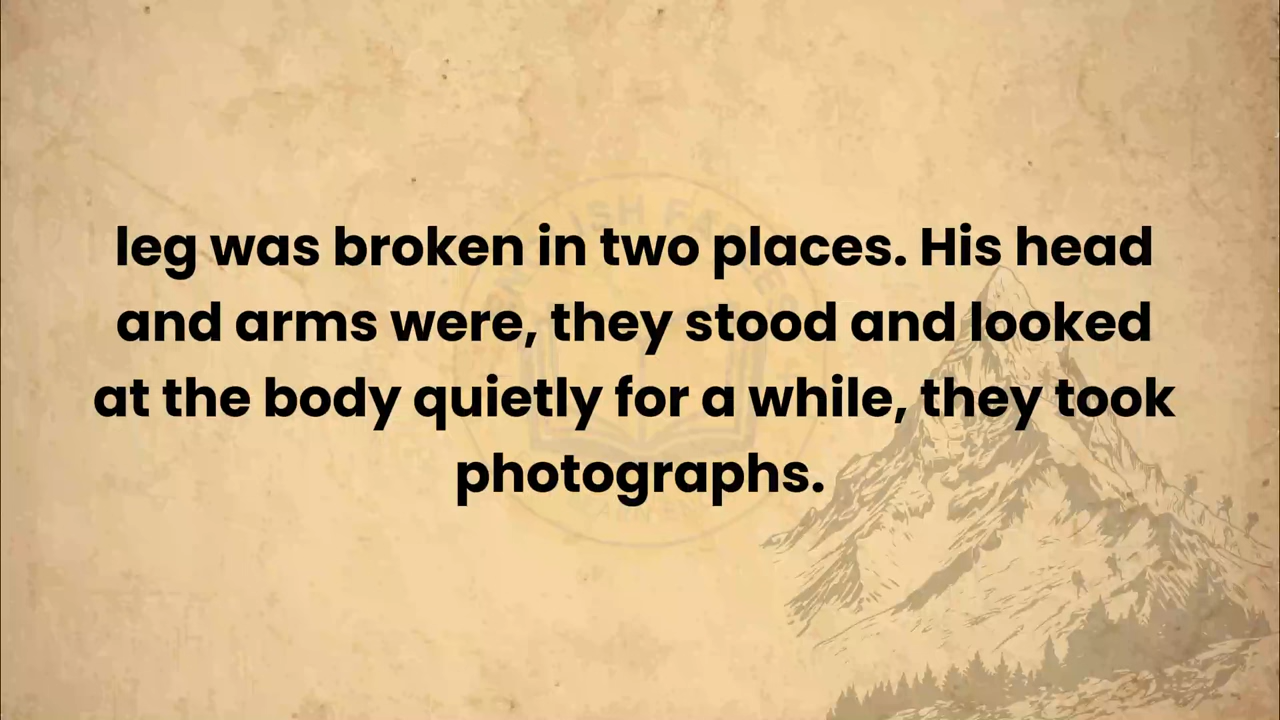 leg was broken in two places. His head
and arms were, they stood and looked
at the body quietly for a while, they took
photographs.